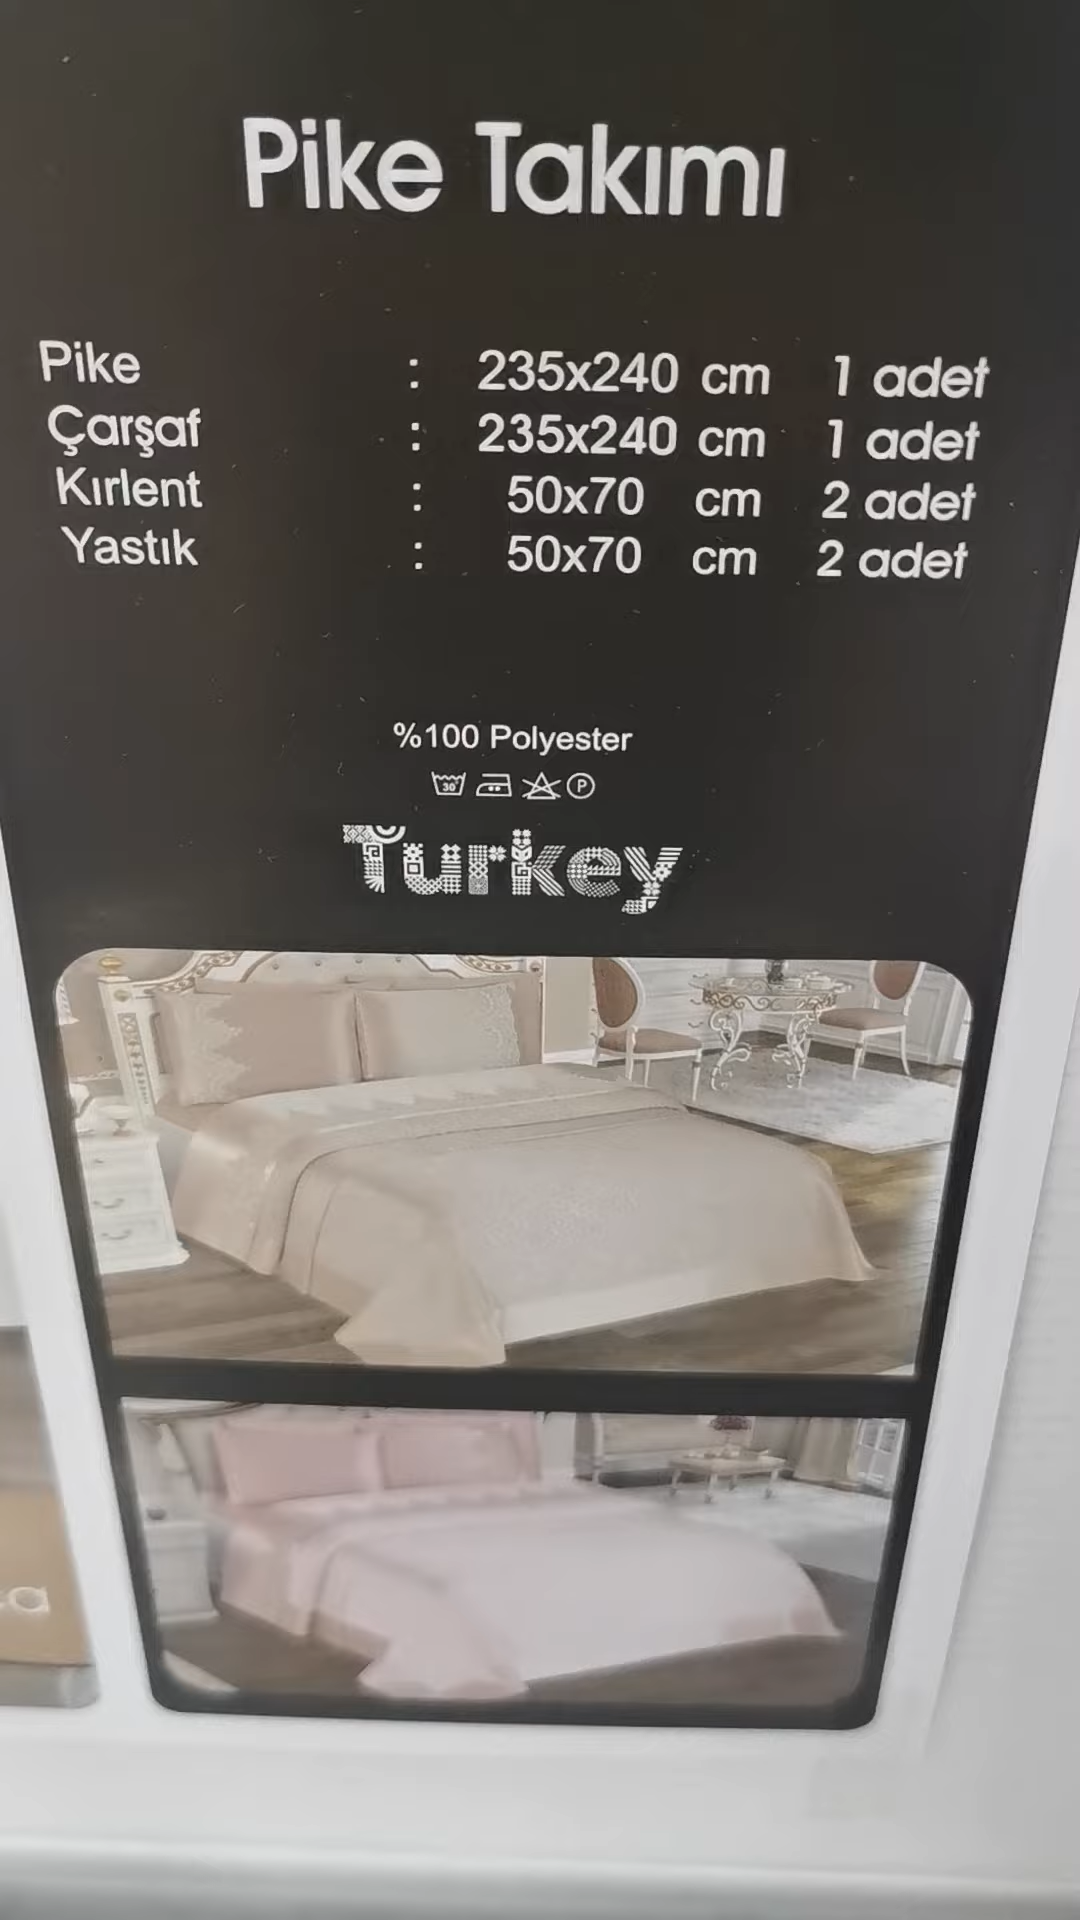 Pike Takımı
Pike : 235x240 cm 1 adet
Çarşaf : 235x240 cm 1 adet
Kırlent : 50x70 cm 2 adet
Yastık : 50x70 cm 2 adet
%100 Polyester
30° P
Turkey